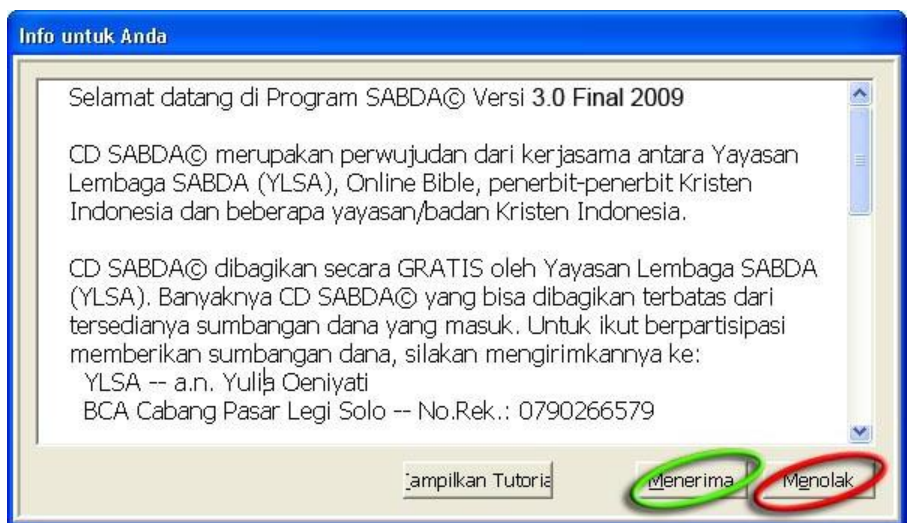 Info untuk Anda
Selamat datang di Program SABDA© Versi 3.0 Final 2009
CD SABDA© merupakan perwujudan dari kerjasama antara Yayasan
Lembaga SABDA (YLSA), Online Bible, penerbit-penerbit Kristen
Indonesia dan beberapa yayasan/badan Kristen Indonesia.
CD SABDA© dibagikan secara GRATIS oleh Yayasan Lembaga SABDA
(YLSA). Banyaknya CD SABDA© yang bisa dibagikan terbatas dari
tersedianya sumbangan dana yang masuk. Untuk ikut berpartisipasi
memberikan sumbangan dana, silakan mengirimkannya ke:
YLSA -- a.n. Yulia Oeniyati
BCA Cabang Pasar Legi Solo -- No.Rek.: 0790266579
ampilkan Tutoria Menerima Menolak